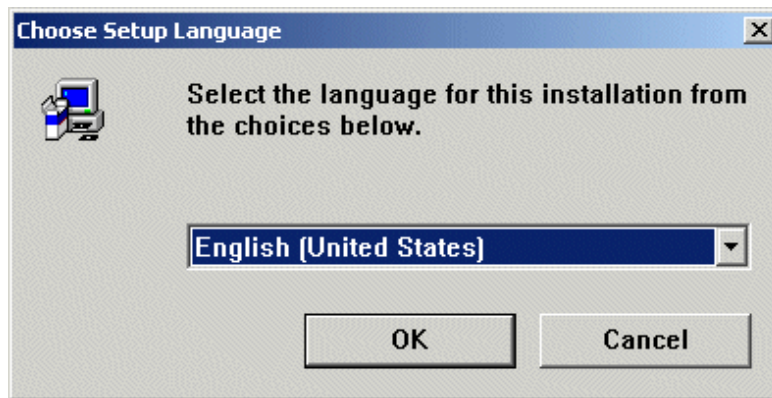 Choose Setup Language
Select the language for this installation from
the choices below.
English (United States)
OK
Cancel